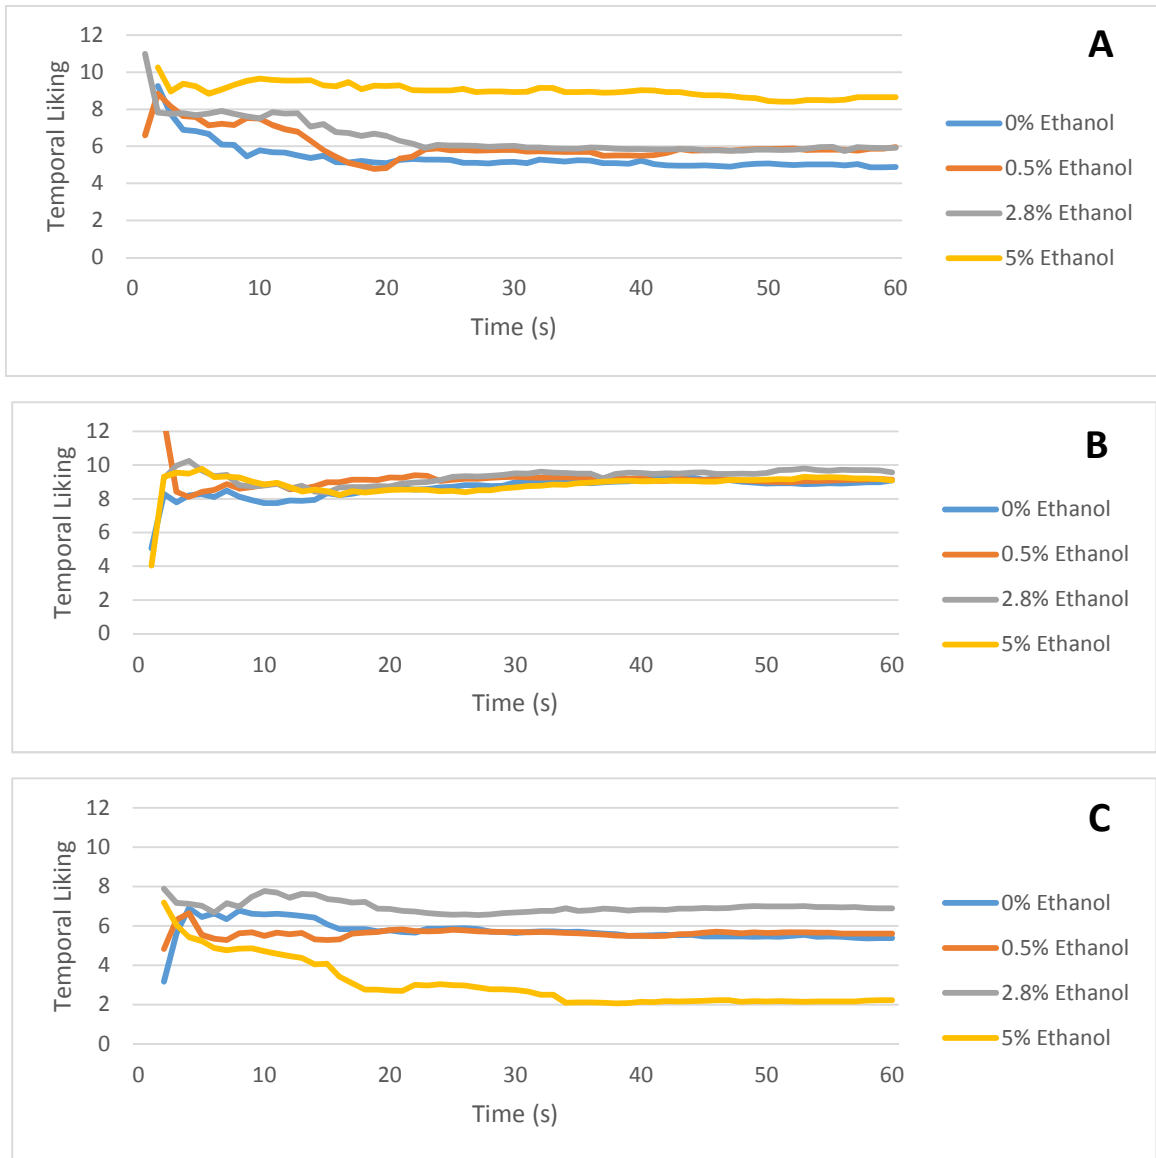 A
Temporal Liking
12
10
8
6
4
2
0
0 10 20 30 40 50 60
Time (s)
0% Ethanol
0.5% Ethanol
2.8% Ethanol
5% Ethanol
B
Temporal Liking
12
10
8
6
4
2
0
0 10 20 30 40 50 60
Time (s)
0% Ethanol
0.5% Ethanol
2.8% Ethanol
5% Ethanol
C
Temporal Liking
12
10
8
6
4
2
0
0 10 20 30 40 50 60
Time (s)
0% Ethanol
0.5% Ethanol
2.8% Ethanol
5% Ethanol